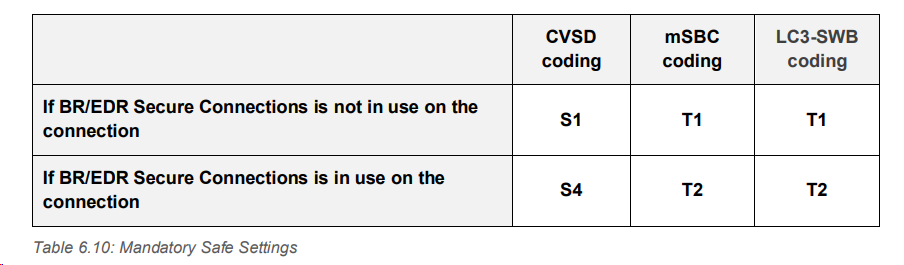 CVSD coding
mSBC coding
LC3-SWB coding
If BR/EDR Secure Connections is not in use on the
connection
S1
T1
T1
If BR/EDR Secure Connections is in use on the
connection
S4
T2
T2
Table 6.10: Mandatory Safe Settings